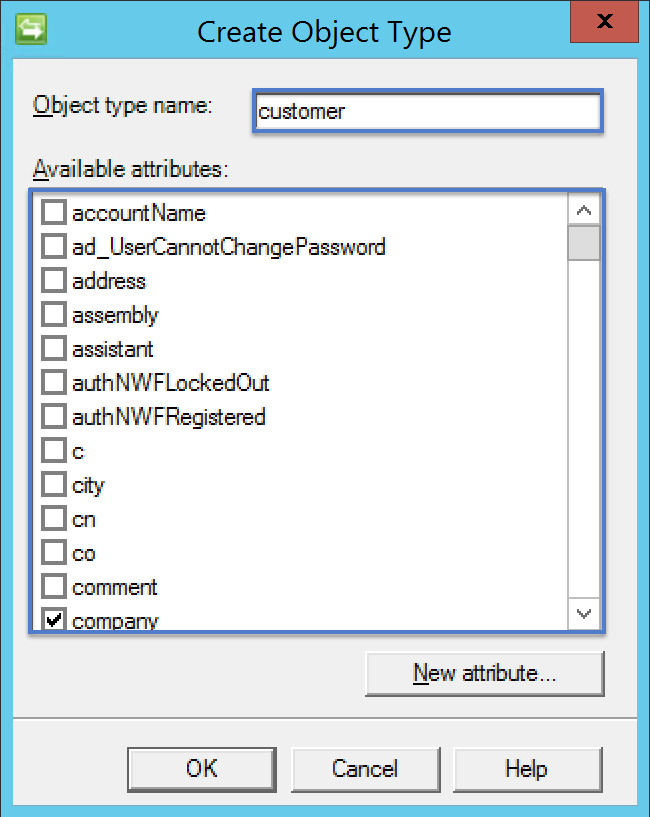 Create Object Type
x
Object type name:
customer
Available attributes:
accountName
ad_UserCannotChangePassword
address
assembly
assistant
authNWFLockedOut
authNWFRegistered
c
city
cn
co
comment
company
New attribute...
OK Cancel Help